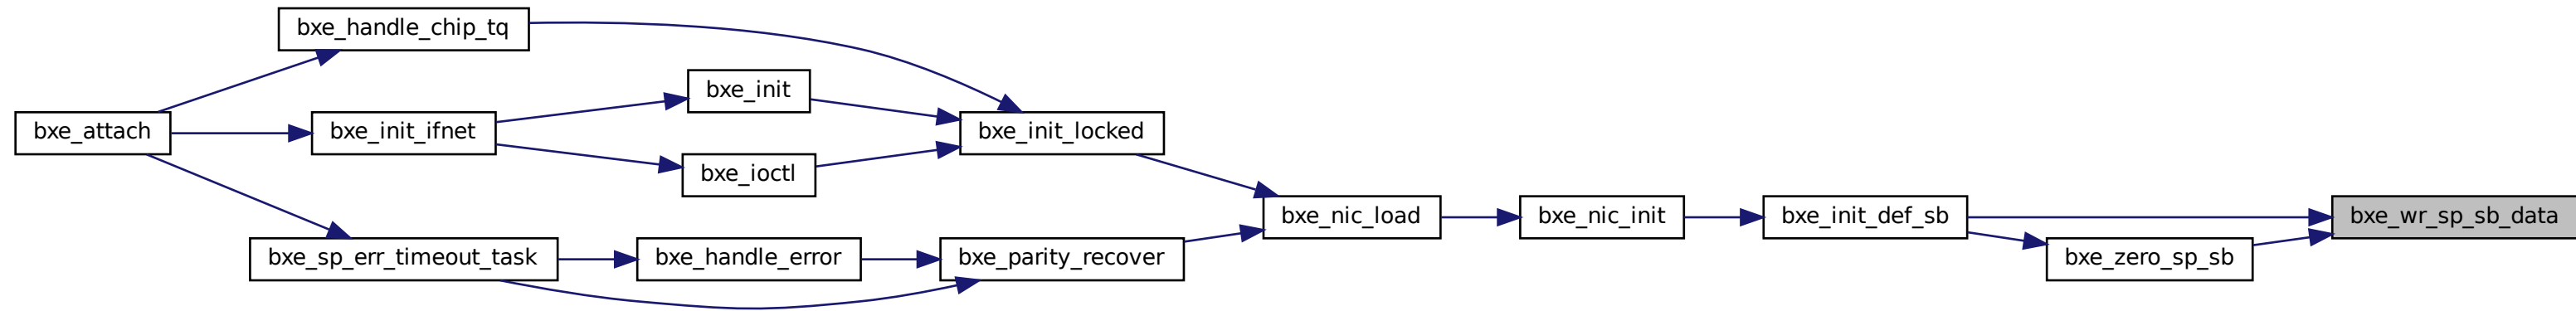 bxe_handle_chip_tq
bxe_init
bxe_attach
bxe_init_ifnet
bxe_init_locked
bxe_ioctl
bxe_nic_load
bxe_nic_init
bxe_init_def_sb
bxe_wr_sp_sb_data
bxe_sp_err_timeout_task
bxe_handle_error
bxe_parity_recover
bxe_zero_sp_sb